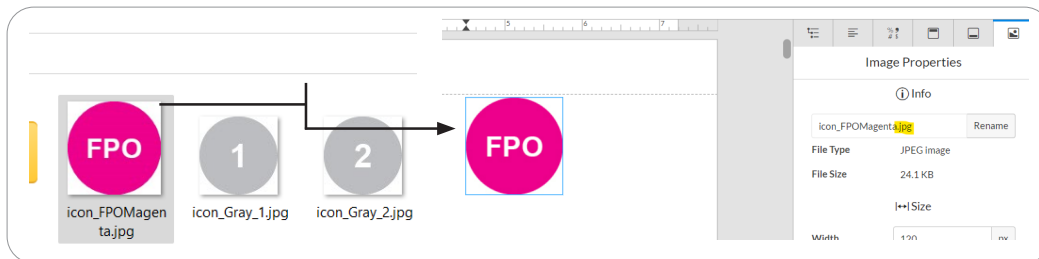 5 6 7
Image Properties
i Info
icon_FPOMagenta.jpg Rename
File Type JPEG image
File Size 24.1 KB
Size
Width 120 px
FPO
1
2
FPO
icon_FPOMagen
ta.jpg
icon_Gray_1.jpg
icon_Gray_2.jpg